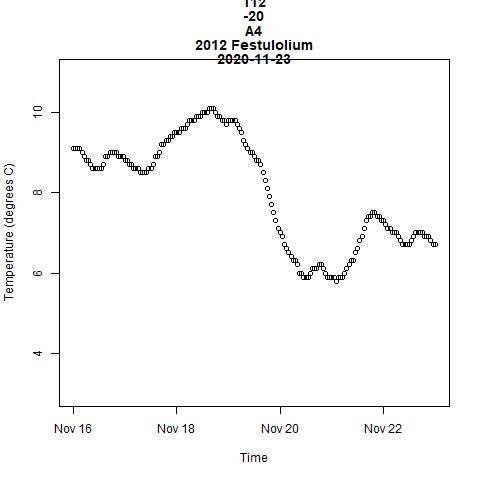 T12
-20
A4
2012 Festulolium
2020-11-23
10
8
6
4
Temperature (degrees C)
Nov 16 Nov 18 Nov 20 Nov 22
Time